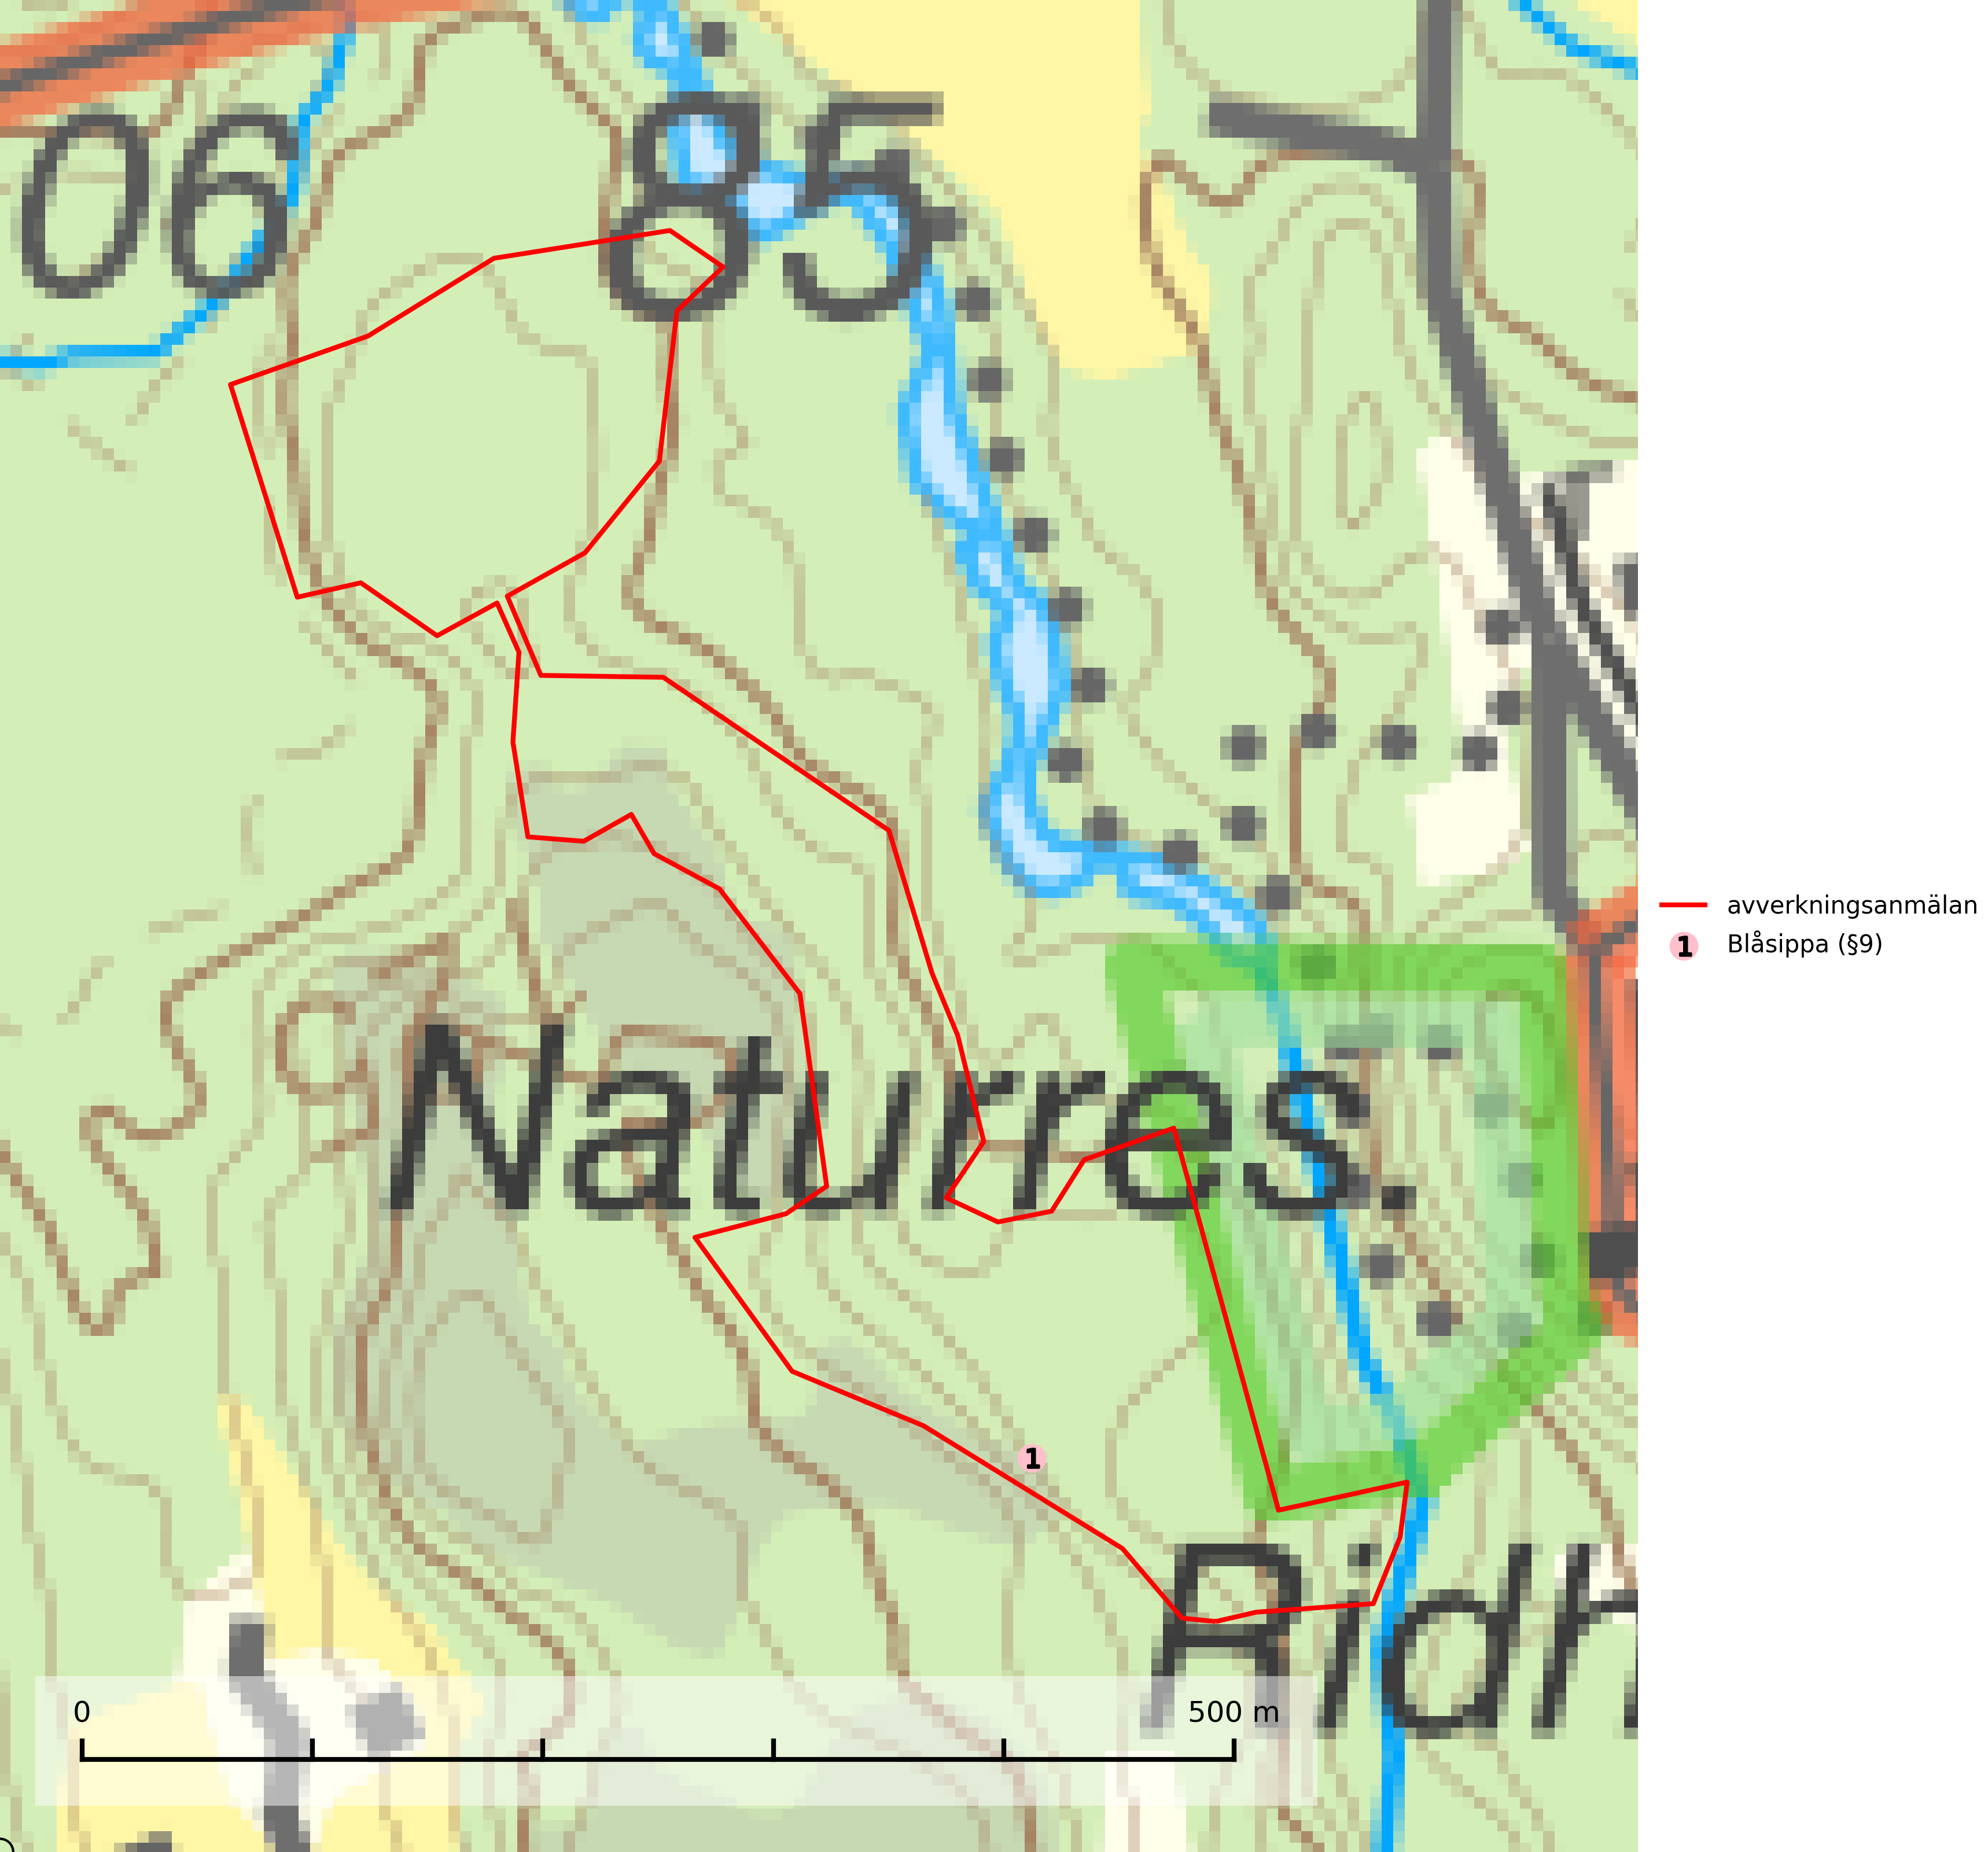 06
85
Naturres
1
Ridh
0
500 m
avverkningsanmälan
1 Blåsippa (§9)